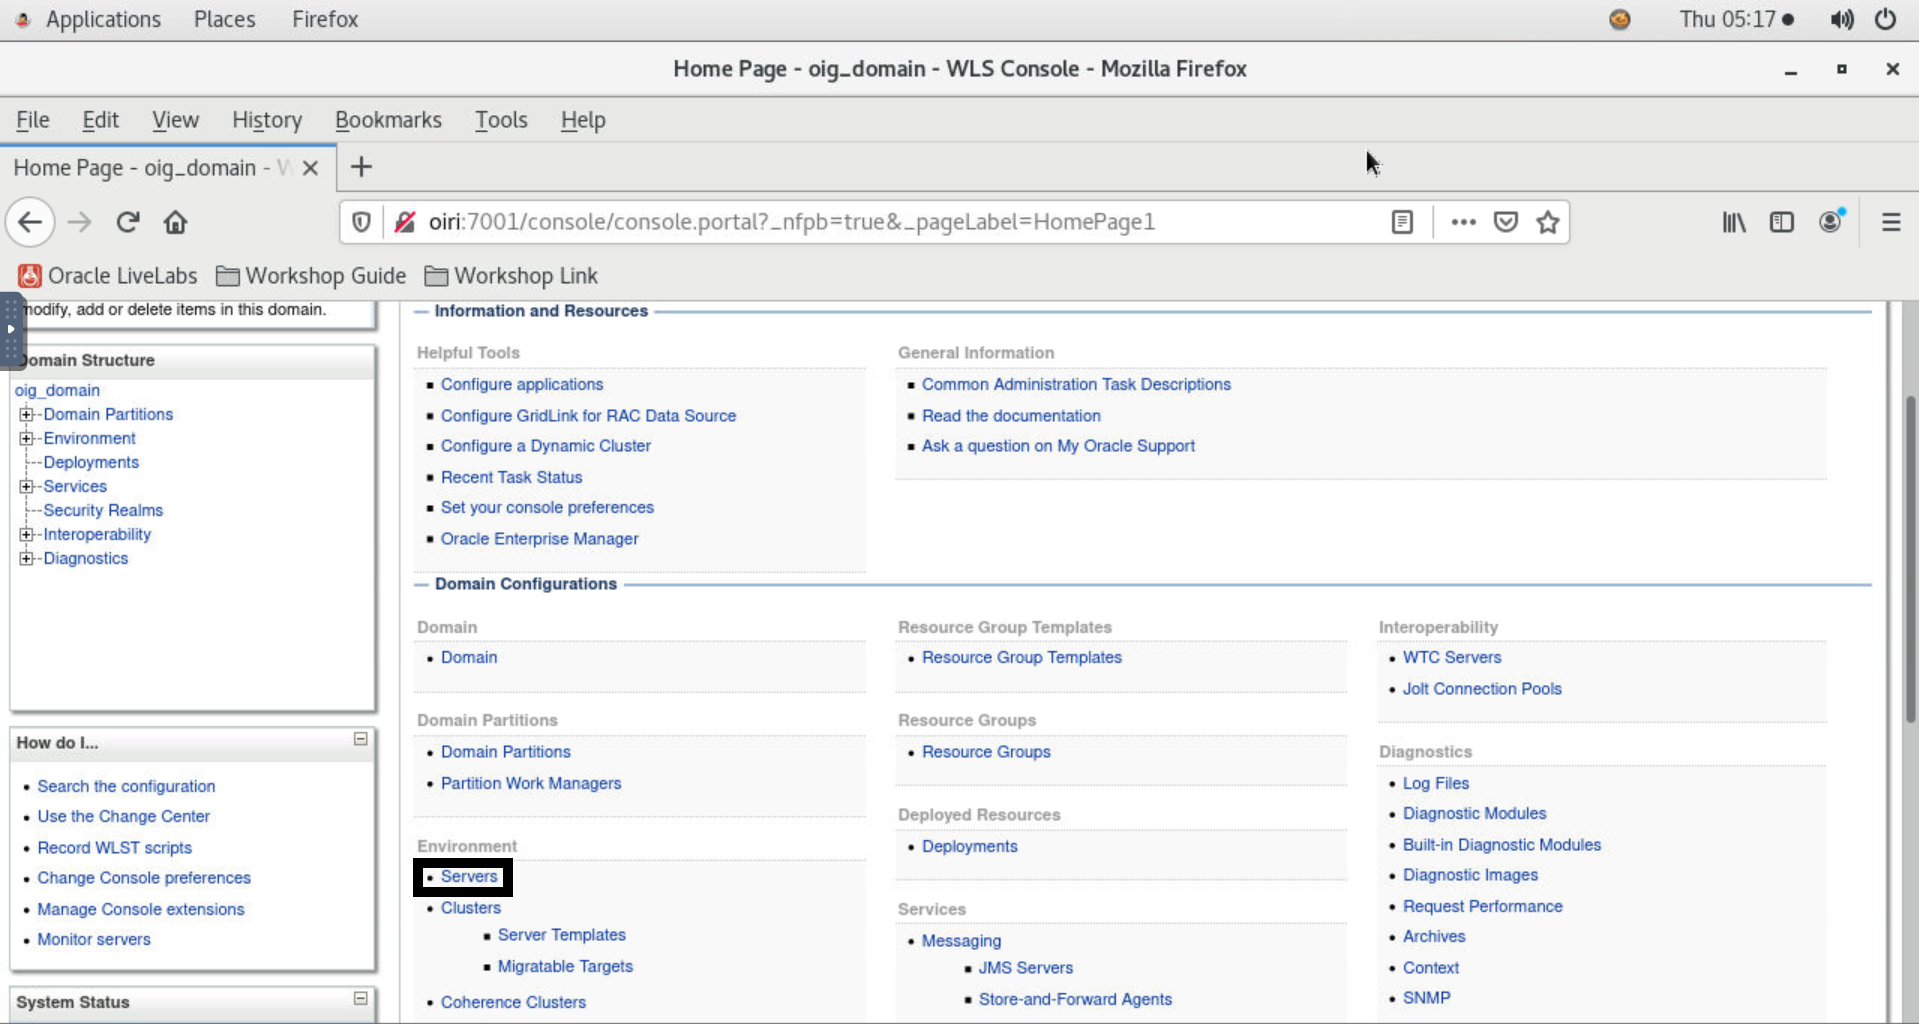 Applications Places Firefox Thu 05:17
Home Page - oig_domain - WLS Console - Mozilla Firefox
File Edit View History Bookmarks Tools Help
Home Page - oig_domain - W
oiri:7001/console/console.portal?_nfpb=true&_pageLabel=HomePage1
Oracle LiveLabs Workshop Guide Workshop Link
modify, add or delete items in this domain.
Domain Structure
oig_domain
Domain Partitions
Environment
Deployments
Services
Security Realms
Interoperability
Diagnostics
How do I...
Search the configuration
Use the Change Center
Record WLST scripts
Change Console preferences
Manage Console extensions
Monitor servers
System Status
Information and Resources
Helpful Tools
Configure applications
Configure GridLink for RAC Data Source
Configure a Dynamic Cluster
Recent Task Status
Set your console preferences
Oracle Enterprise Manager
General Information
Common Administration Task Descriptions
Read the documentation
Ask a question on My Oracle Support
Domain Configurations
Domain
Domain
Domain Partitions
Domain Partitions
Partition Work Managers
Environment
Servers
Clusters
Server Templates
Migratable Targets
Coherence Clusters
Resource Group Templates
Resource Group Templates
Resource Groups
Resource Groups
Deployed Resources
Deployments
Services
Messaging
JMS Servers
Store-and-Forward Agents
Interoperability
WTC Servers
Jolt Connection Pools
Diagnostics
Log Files
Diagnostic Modules
Built-in Diagnostic Modules
Diagnostic Images
Request Performance
Archives
Context
SNMP